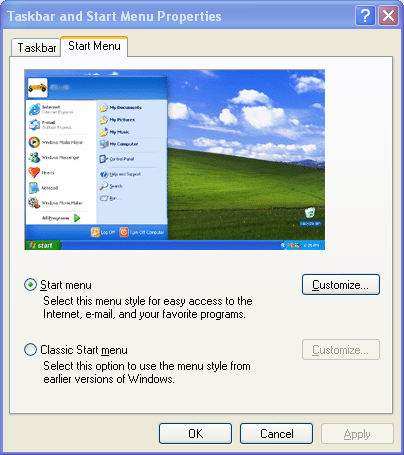 Taskbar and Start Menu Properties
Taskbar
Start Menu
Internet
Internet Explorer
E-mail
Outlook Express
Windows Media Player
Windows Messenger
Hearts
Notepad
Windows Movie Maker
All Programs
My Documents
My Pictures
My Music
My Computer
Control Panel
Help and Support
Search
Run...
Log Off
Turn Off Computer
start
Start menu
Customize...
Select this menu style for easy access to the
Internet, e-mail, and your favorite programs.
Classic Start menu
Customize...
Select this option to use the menu style from
earlier versions of Windows.
OK
Cancel
Apply